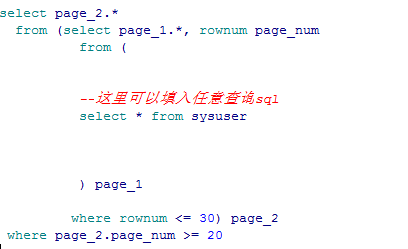 select page_2.*
from (select page_1.*, rownum page_num
from (
--这里可以填入任意查询sql
select * from sysuser
) page_1
where rownum <= 30) page_2
where page_2.page_num >= 20